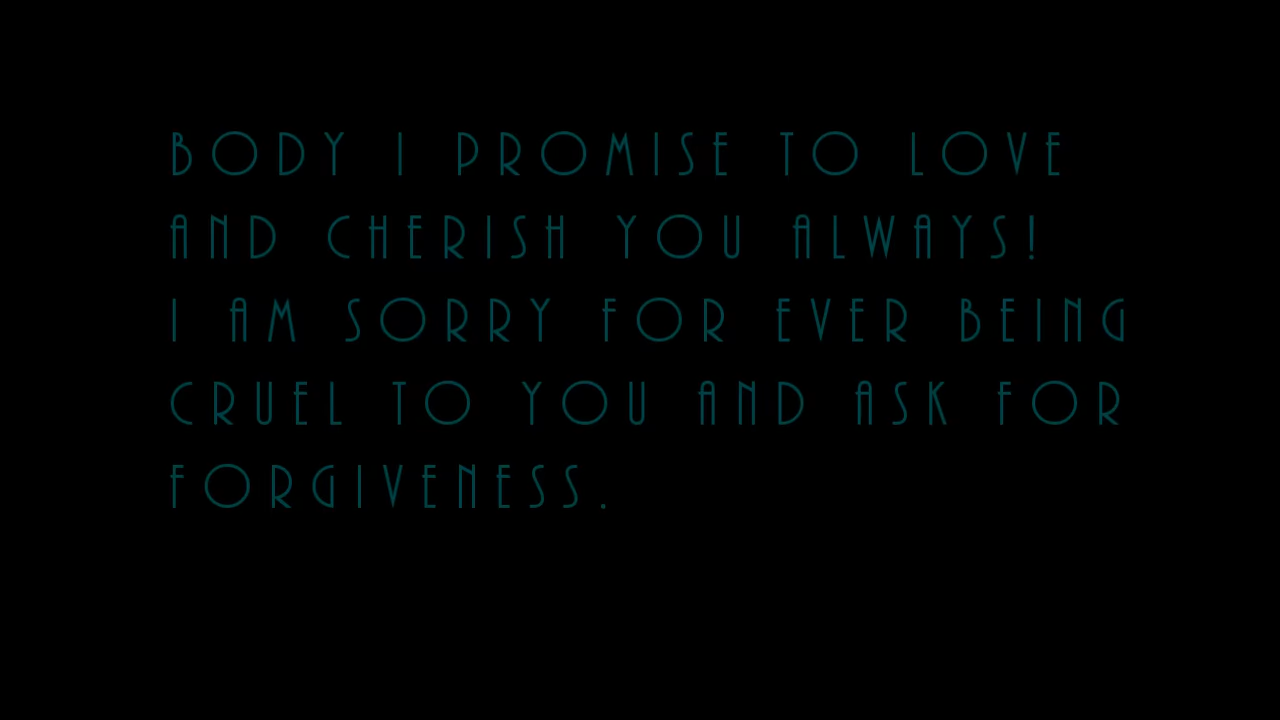 BODY I PROMISE TO LOVE
AND CHERISH YOU ALWAYS!
I AM SORRY FOR EVER BEING
CRUEL TO YOU AND ASK FOR
FORGIVENESS.